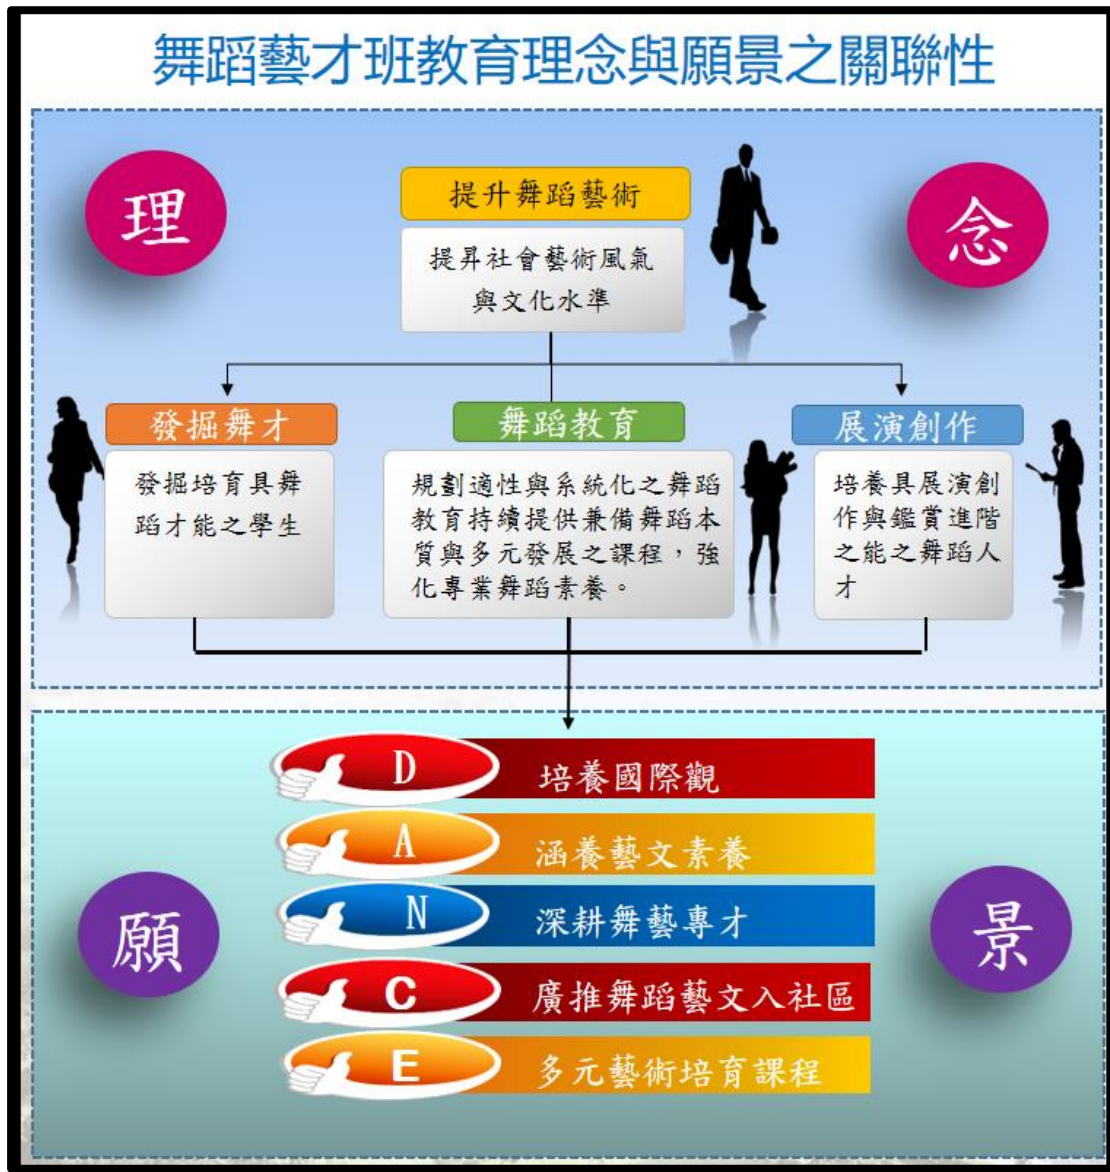 舞蹈藝才班教育理念與願景之關聯性
理
念
提升舞蹈藝術
提昇社會藝術風氣
與文化水準
發掘舞才
發掘培育具舞
蹈才能之學生
舞蹈教育
規劃適性與系統化之舞蹈
教育持續提供兼備舞蹈本
質與多元發展之課程，強
化專業舞蹈素養。
展演創作
培養具展演創
作與鑑賞進階
之能之舞蹈人
才
願
景
D 培養國際觀
A 涵養藝文素養
N 深耕舞藝專才
C 廣推舞蹈藝文入社區
E 多元藝術培育課程